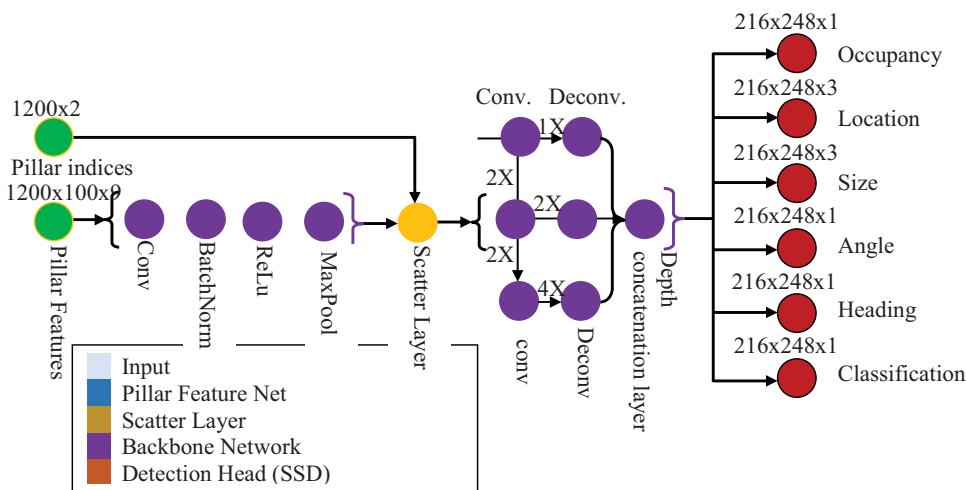 1200x2
Pillar indices
1200x100x9
Pillar Features
Conv
BatchNorm
ReLu
MaxPool
Scatter Layer
Conv.
Deconv.
1X
2X
2X
2X
4X
conv
Deconv
concatenation layer
Depth
216x248x1
Occupancy
216x248x3
Location
216x248x3
Size
216x248x1
Angle
216x248x1
Heading
216x248x1
Classification
Input
Pillar Feature Net
Scatter Layer
Backbone Network
Detection Head (SSD)